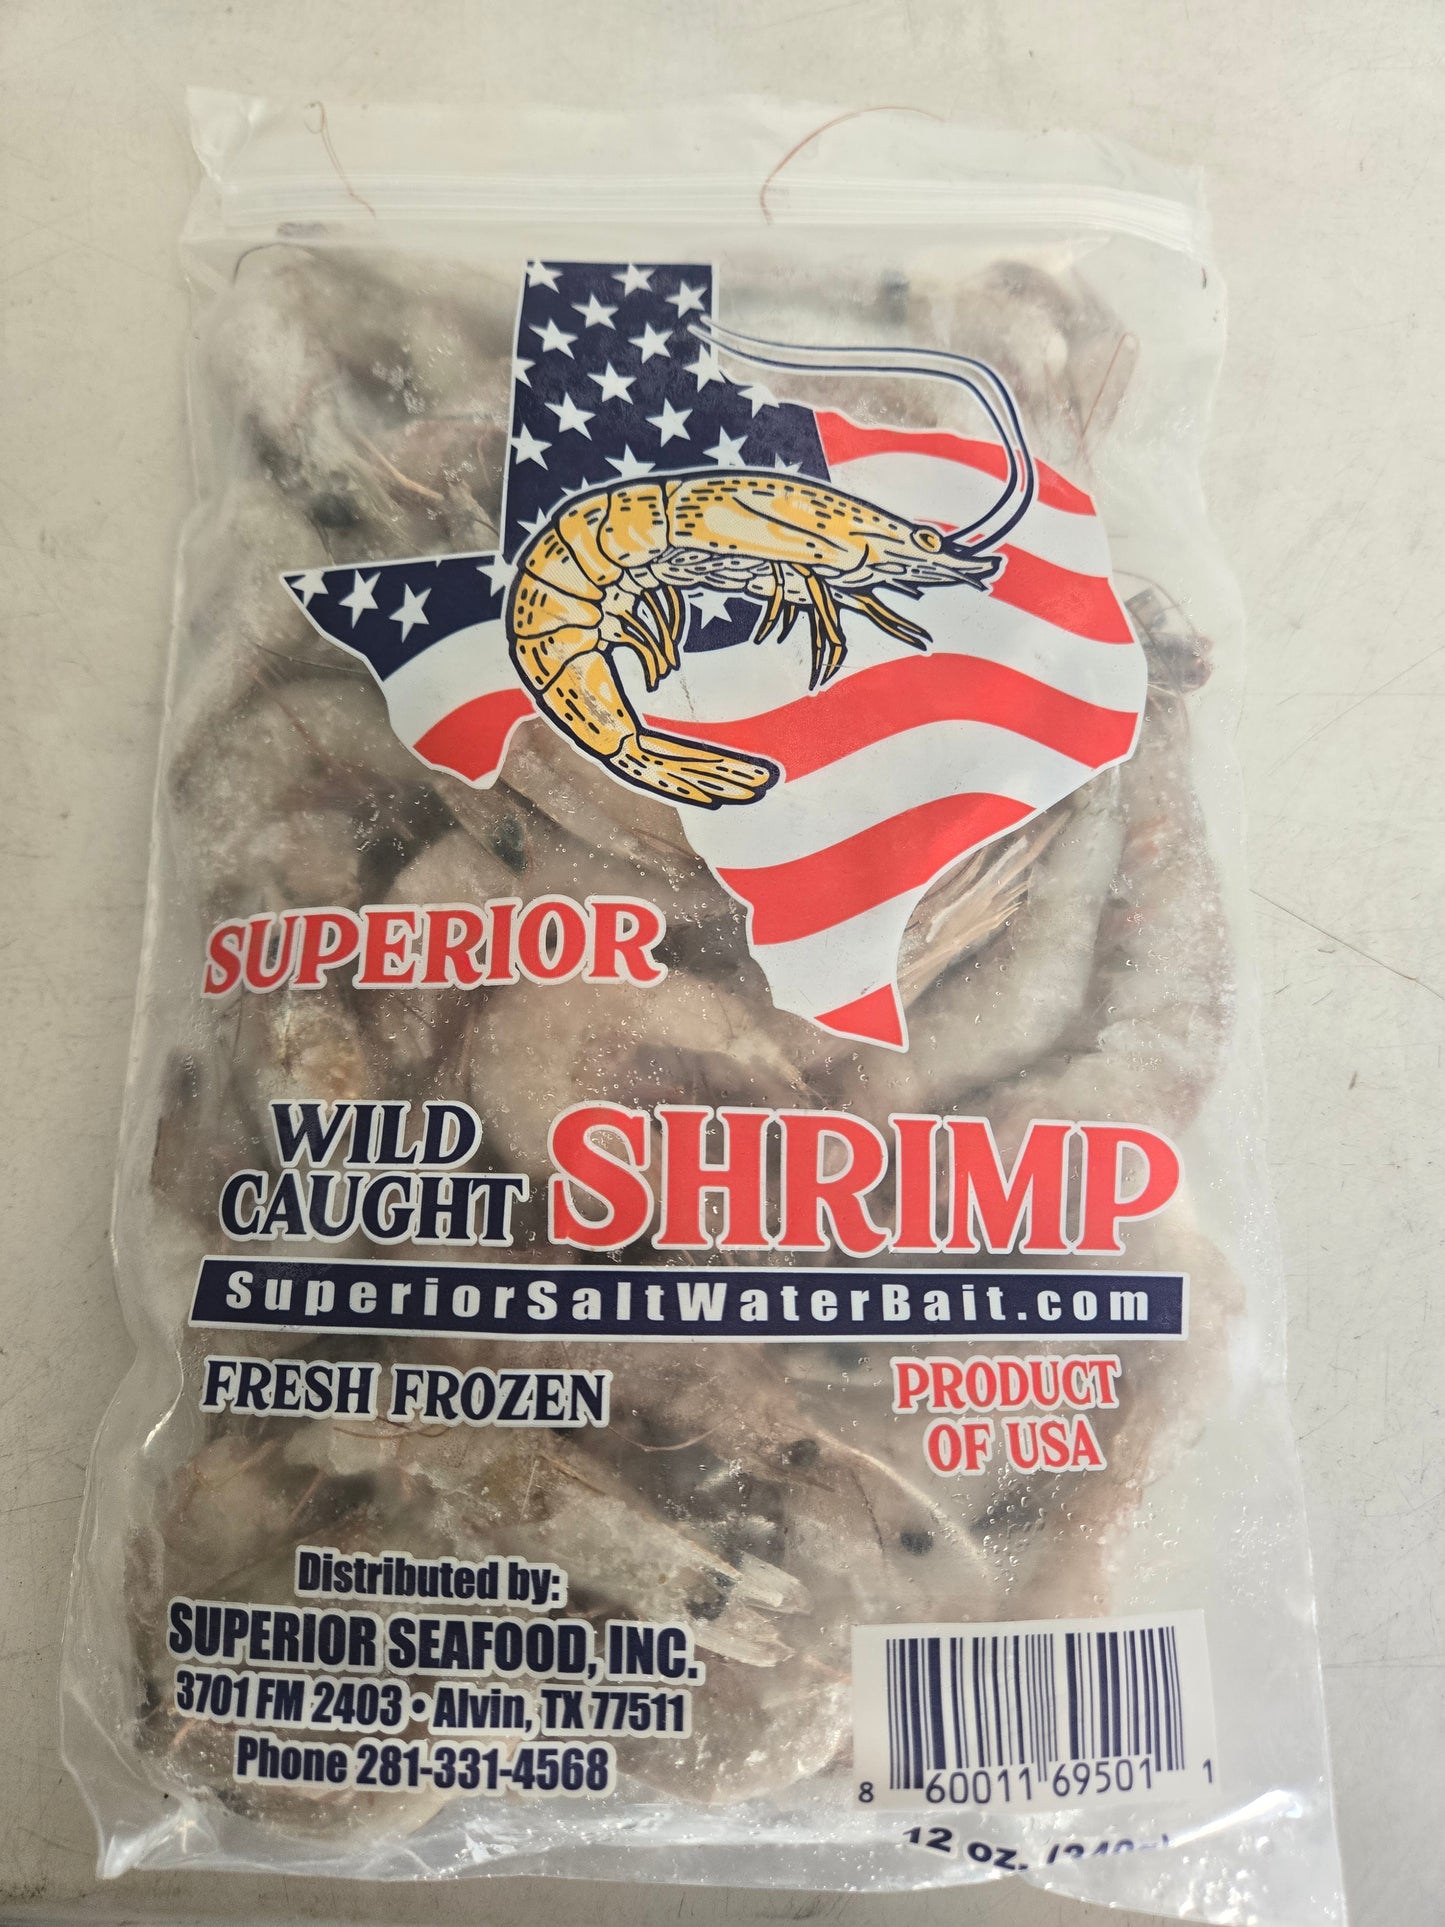 SUPERIOR
WILD
CAUGHT
SHRIMP
SuperiorSaltWaterBait.com
FRESH FROZEN
PRODUCT
OF USA
Distributed by:
SUPERIOR SEAFOOD, INC.
3701 FM 2403 • Alvin, TX 77511
Phone 281-331-4568
8 60011 69501 1
12 oz.